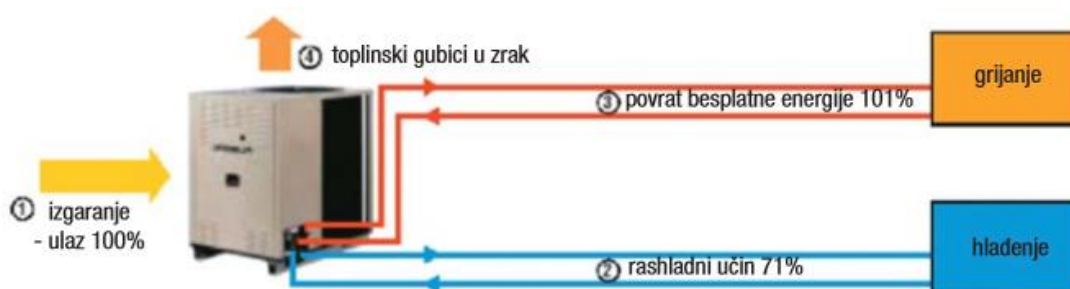 ④ toplinski gubici u zrak
grijanje
③ povrat besplatne energije 101%
① izgaranje
- ulaz 100%
hlađenje
② rashladni učin 71%